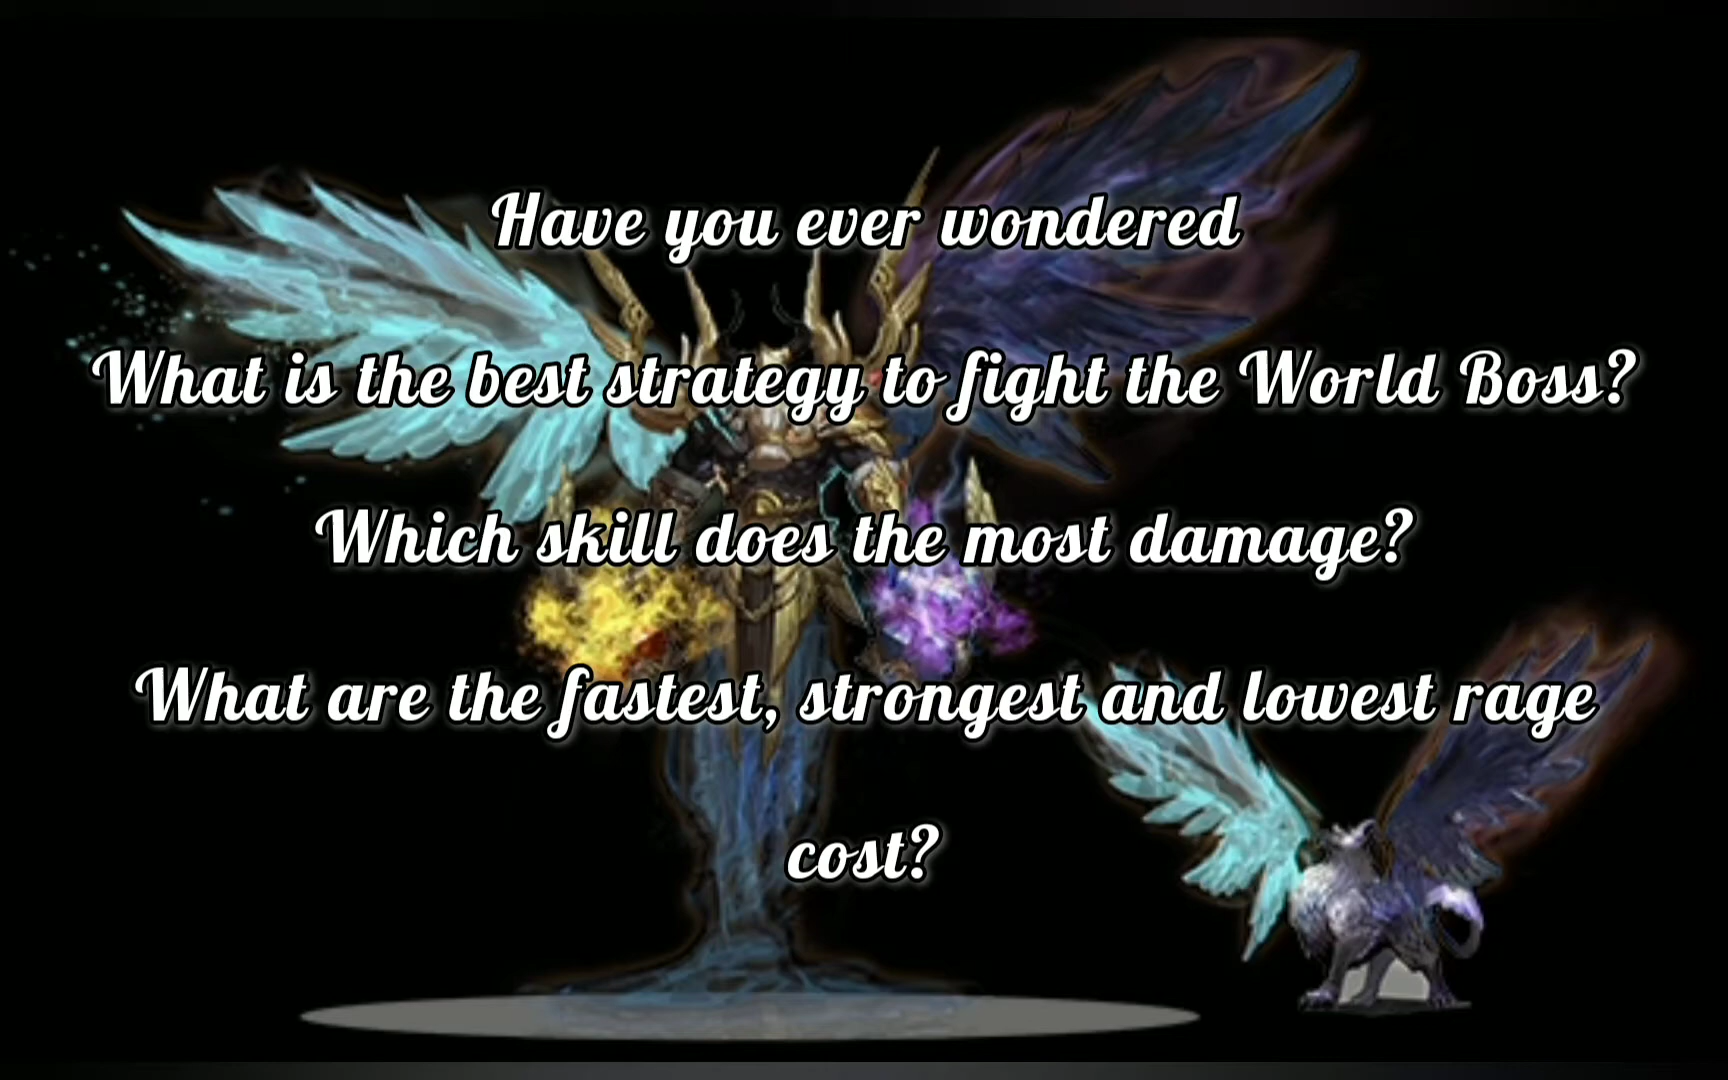 Have you ever wondered
What is the best strategy to fight the World Boss?
Which skill does the most damage?
What are the fastest, strongest and lowest rage
cost?